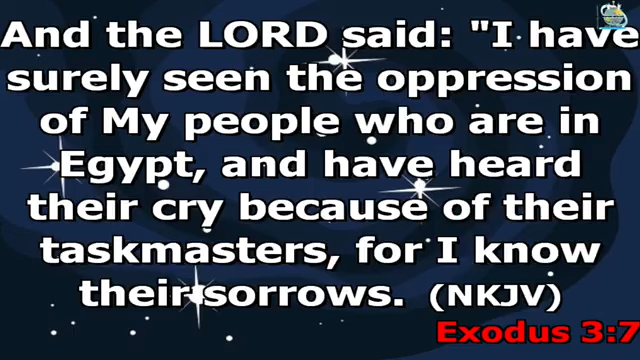 And the LORD said: "I have
surely seen the oppression
of My people who are in
Egypt, and have heard
their cry because of their
taskmasters, for I know
their sorrows. (NKJV)
Exodus 3:7